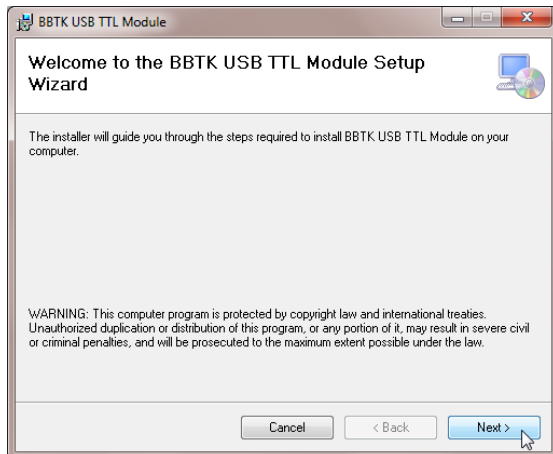 BBTK USB TTL Module
Welcome to the BBTK USB TTL Module Setup
Wizard
The installer will guide you through the steps required to install BBTK USB TTL Module on your
computer.
WARNING: This computer program is protected by copyright law and international treaties.
Unauthorized duplication or distribution of this program, or any portion of it, may result in severe civil
or criminal penalties, and will be prosecuted to the maximum extent possible under the law.
Cancel < Back Next >